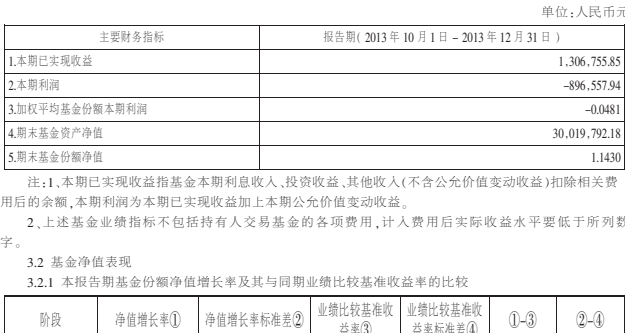 单位:人民币元
主要财务指标 报告期( 2013 年 10 月 1 日 - 2013 年 12 月 31 日 )
1.本期已实现收益 1,306,755.85
2.本期利润 -896,557.94
3.加权平均基金份额本期利润 -0.0481
4.期末基金资产净值 30,019,792.18
5.期末基金份额净值 1.1430
注:1、本期已实现收益指基金本期利息收入、投资收益、其他收入(不含公允价值变动收益)扣除相关费
用后的余额,本期利润为本期已实现收益加上本期公允价值变动收益。
2、上述基金业绩指标不包括持有人交易基金的各项费用,计入费用后实际收益水平要低于所列数
字。
3.2 基金净值表现
3.2.1 本报告期基金份额净值增长率及其与同期业绩比较基准收益率的比较
阶段 净值增长率① 净值增长率标准差② 业绩比较基准收益率③ 业绩比较基准收益率标准差④ ①-③ ②-④